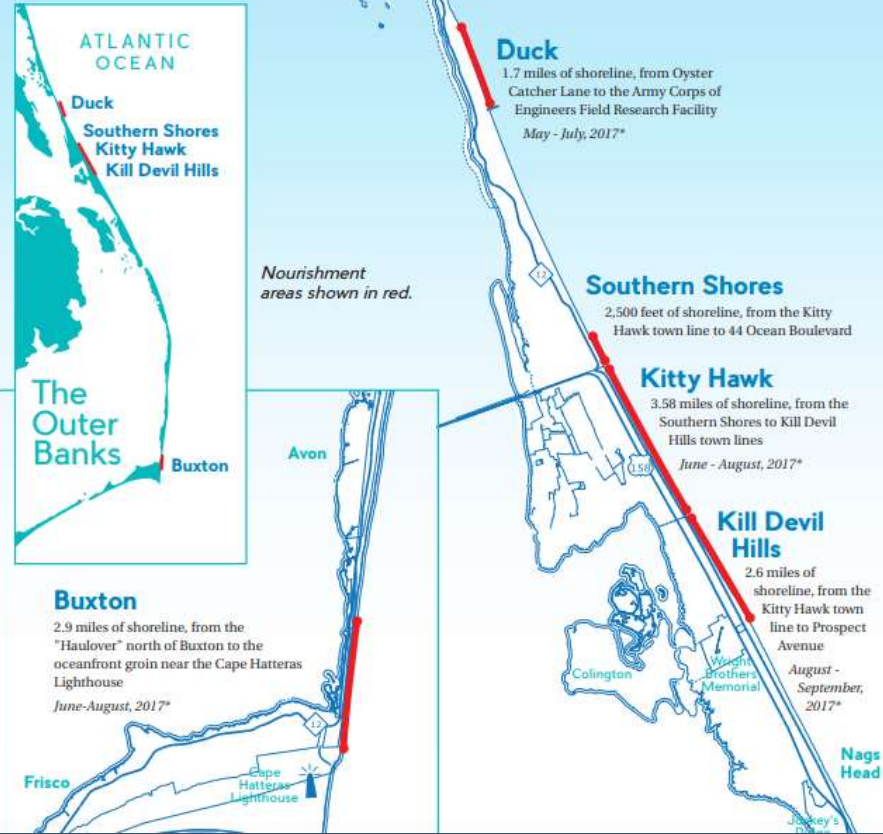 ATLANTIC
OCEAN
Duck
Southern Shores
Kitty Hawk
Kill Devil Hills
The
Outer
Banks
Buxton
Nourishment
areas shown in red.
Duck
1.7 miles of shoreline, from Oyster
Catcher Lane to the Army Corps of
Engineers Field Research Facility
May - July, 2017*
12
Southern Shores
2,500 feet of shoreline, from the Kitty
Hawk town line to 44 Ocean Boulevard
Kitty Hawk
3.58 miles of shoreline, from the
Southern Shores to Kill Devil
Hills town lines
June - August, 2017*
158
Kill Devil
Hills
2.6 miles of
shoreline, from the
Kitty Hawk town
line to Prospect
Avenue
August -
September,
2017*
Colington
Wright
Brothers
Memorial
Nags
Head
Jockey's
Avon
Buxton
2.9 miles of shoreline, from the
"Haulover" north of Buxton to the
oceanfront groin near the Cape Hatteras
Lighthouse
June-August, 2017*
12
Frisco
Cape
Hatteras
Lighthouse